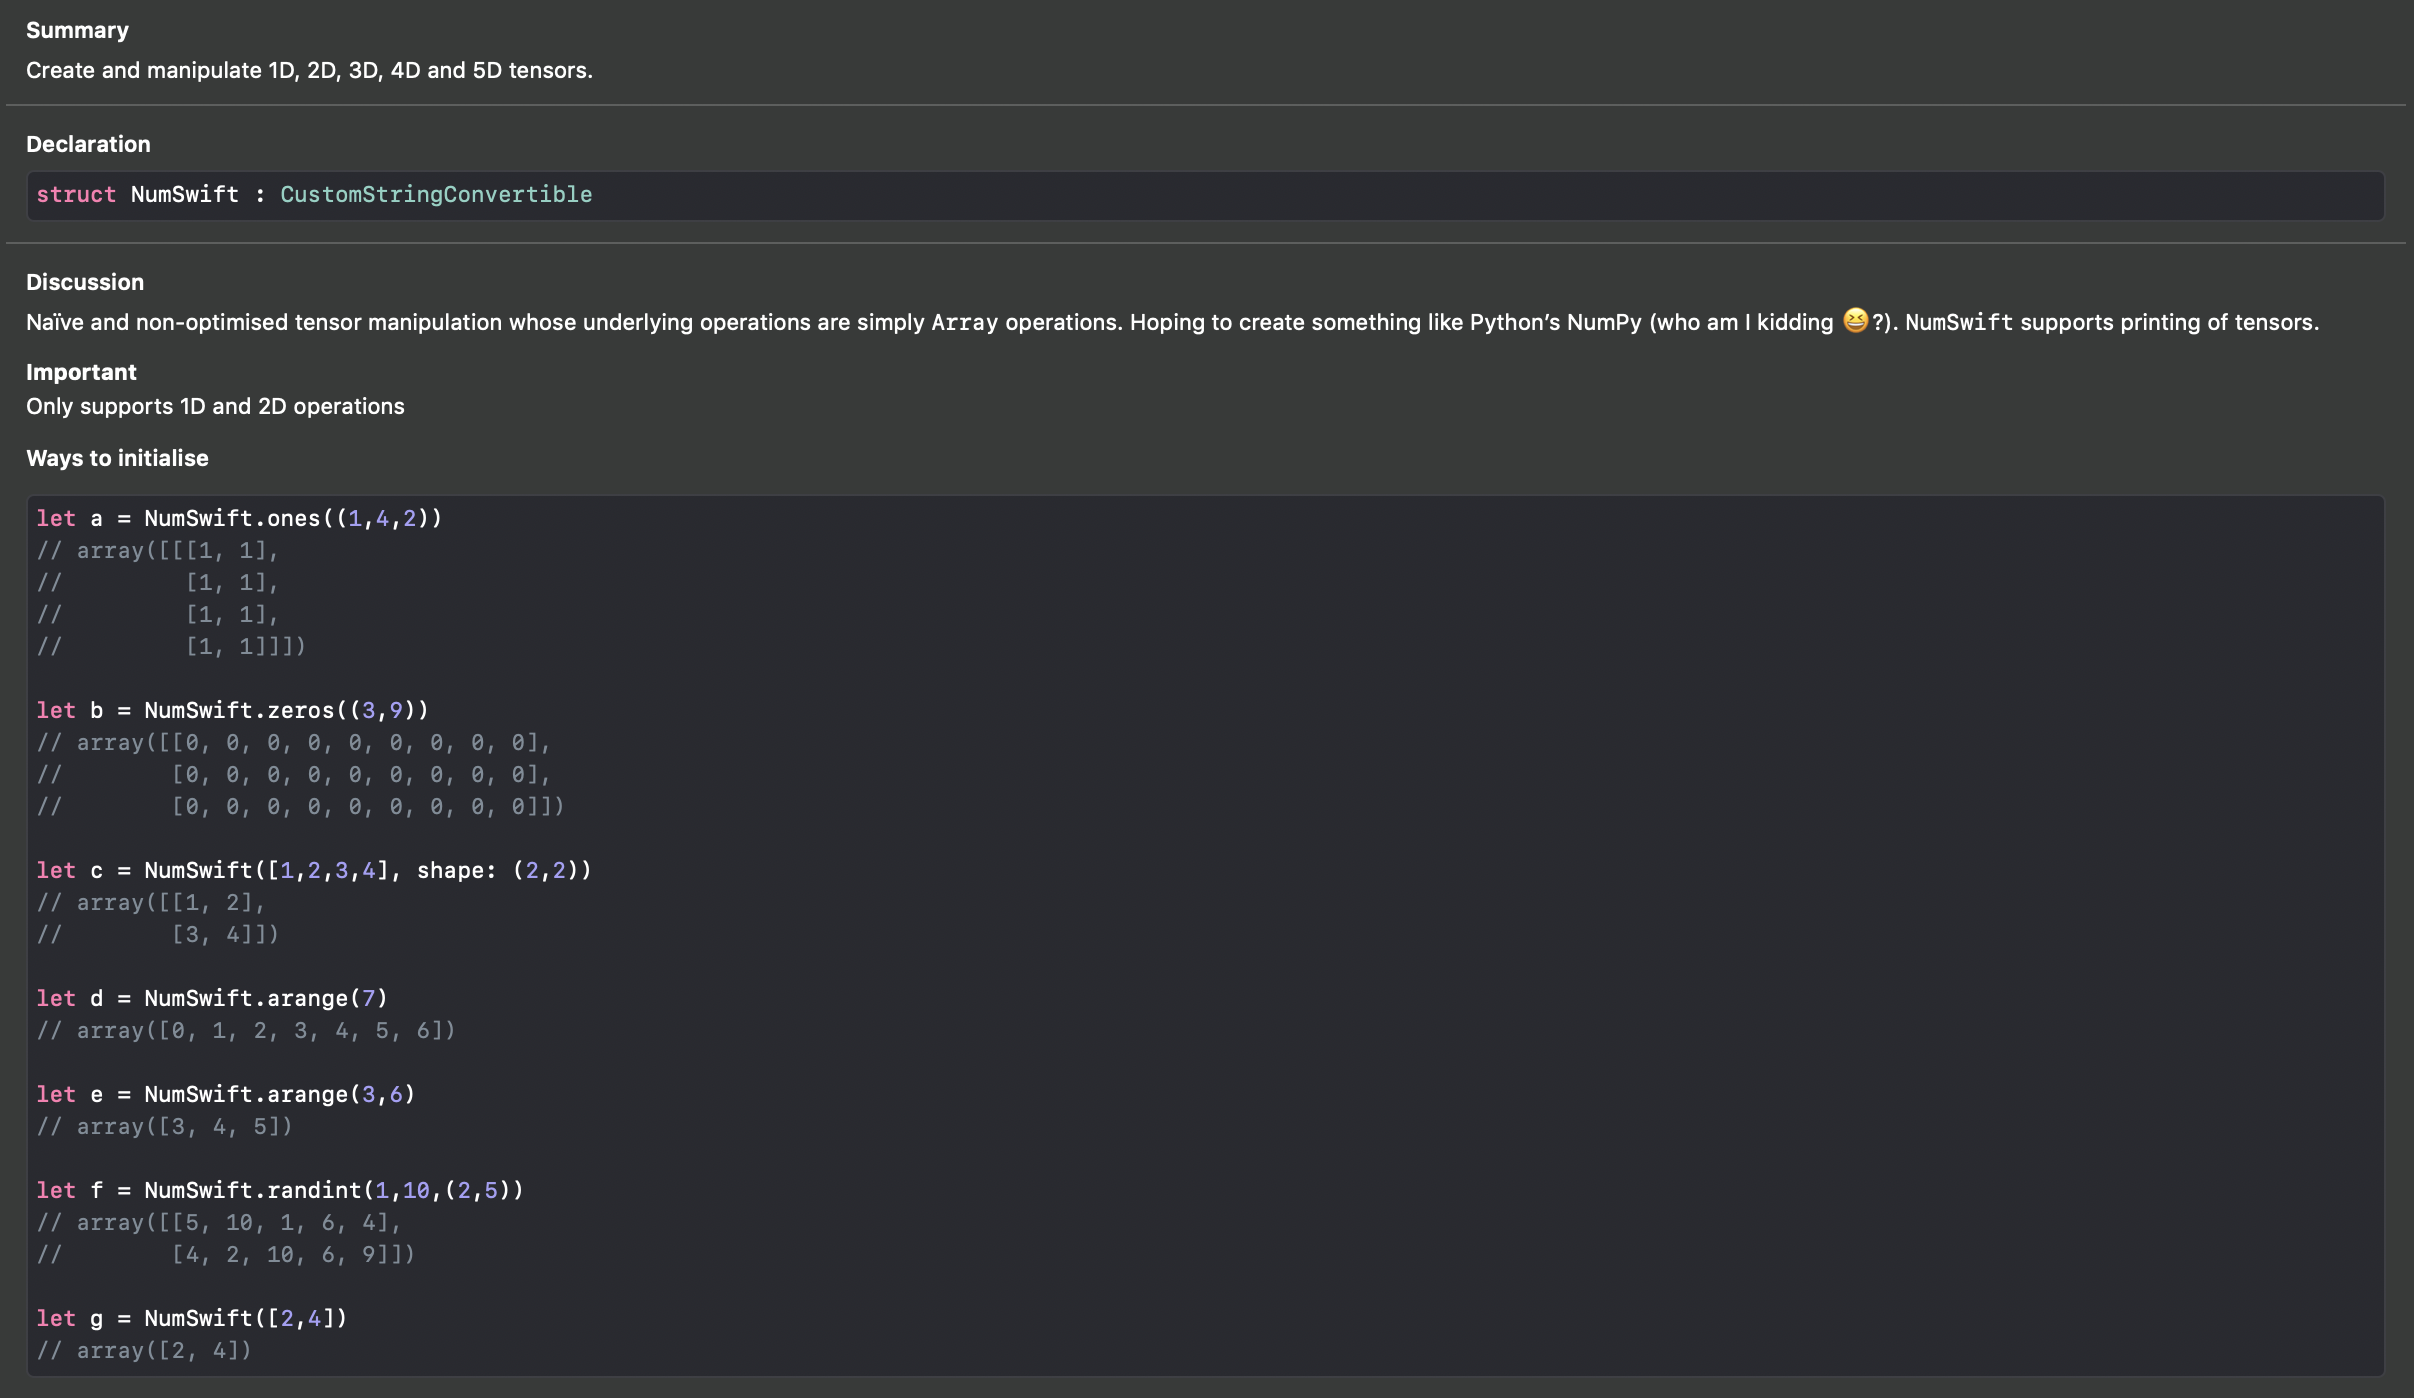 Summary
Create and manipulate 1D, 2D, 3D, 4D and 5D tensors.
Declaration
struct NumSwift : CustomStringConvertible
Discussion
Naïve and non-optimised tensor manipulation whose underlying operations are simply Array operations. Hoping to create something like Python’s NumPy (who am I kidding 😆?). NumSwift supports printing of tensors.
Important
Only supports 1D and 2D operations
Ways to initialise
let a = NumSwift.ones((1,4,2))
// array([[[1, 1],
//         [1, 1],
//         [1, 1],
//         [1, 1]]])
let b = NumSwift.zeros((3,9))
// array([[0, 0, 0, 0, 0, 0, 0, 0, 0],
//        [0, 0, 0, 0, 0, 0, 0, 0, 0],
//        [0, 0, 0, 0, 0, 0, 0, 0, 0]])
let c = NumSwift([1,2,3,4], shape: (2,2))
// array([[1, 2],
//        [3, 4]])
let d = NumSwift.arange(7)
// array([0, 1, 2, 3, 4, 5, 6])
let e = NumSwift.arange(3,6)
// array([3, 4, 5])
let f = NumSwift.randint(1,10,(2,5))
// array([[5, 10, 1, 6, 4],
//        [4, 2, 10, 6, 9]])
let g = NumSwift([2,4])
// array([2, 4])